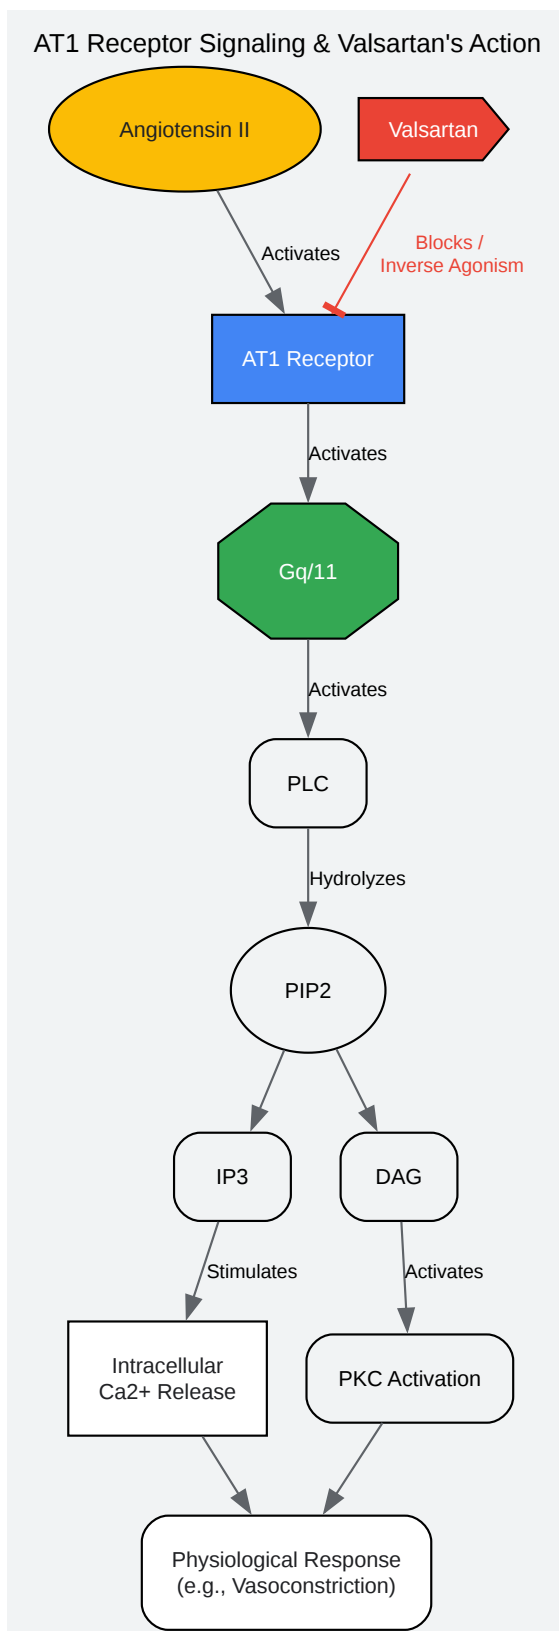 AT1 Receptor Signaling & Valsartan's Action
Angiotensin II
Valsartan
Activates
Blocks /
Inverse Agonism
AT1 Receptor
Activates
Gq/11
Activates
PLC
Hydrolyzes
PIP2
IP3
DAG
Stimulates
Activates
Intracellular
Ca2+ Release
PKC Activation
Physiological Response
(e.g., Vasoconstriction)